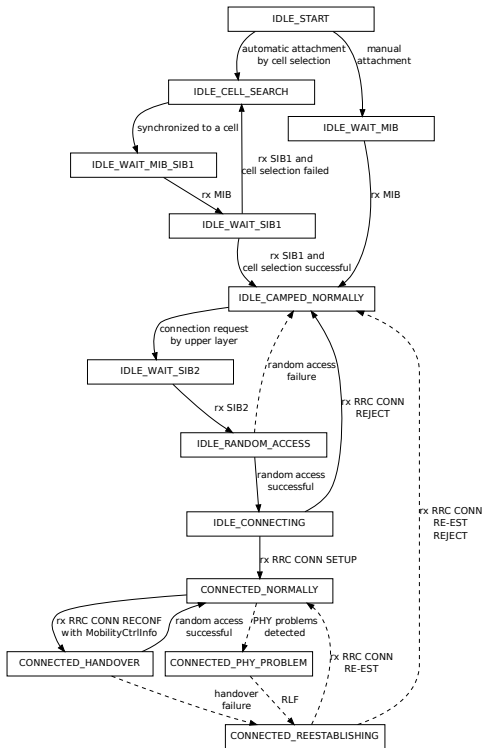 IDLE_START
automatic attachment
by cell selection
manual
attachment
IDLE_CELL_SEARCH
IDLE_WAIT_MIB
synchronized to a cell
IDLE_WAIT_MIB_SIB1
rx SIB1 and
cell selection failed
rx MIB
rx MIB
IDLE_WAIT_SIB1
rx SIB1 and
cell selection successful
IDLE_CAMPED_NORMALLY
connection request
by upper layer
IDLE_WAIT_SIB2
random access
failure
rx SIB2
rx RRC CONN
REJECT
IDLE_RANDOM_ACCESS
random access
successful
IDLE_CONNECTING
rx RRC CONN
RE-EST
REJECT
rx RRC CONN SETUP
CONNECTED_NORMALLY
rx RRC CONN RECONF
with MobilityCtrlInfo
random access
successful
PHY problems
detected
CONNECTED_HANDOVER
CONNECTED_PHY_PROBLEM
rx RRC CONN
RE-EST
handover
failure
RLF
CONNECTED_REESTABLISHING